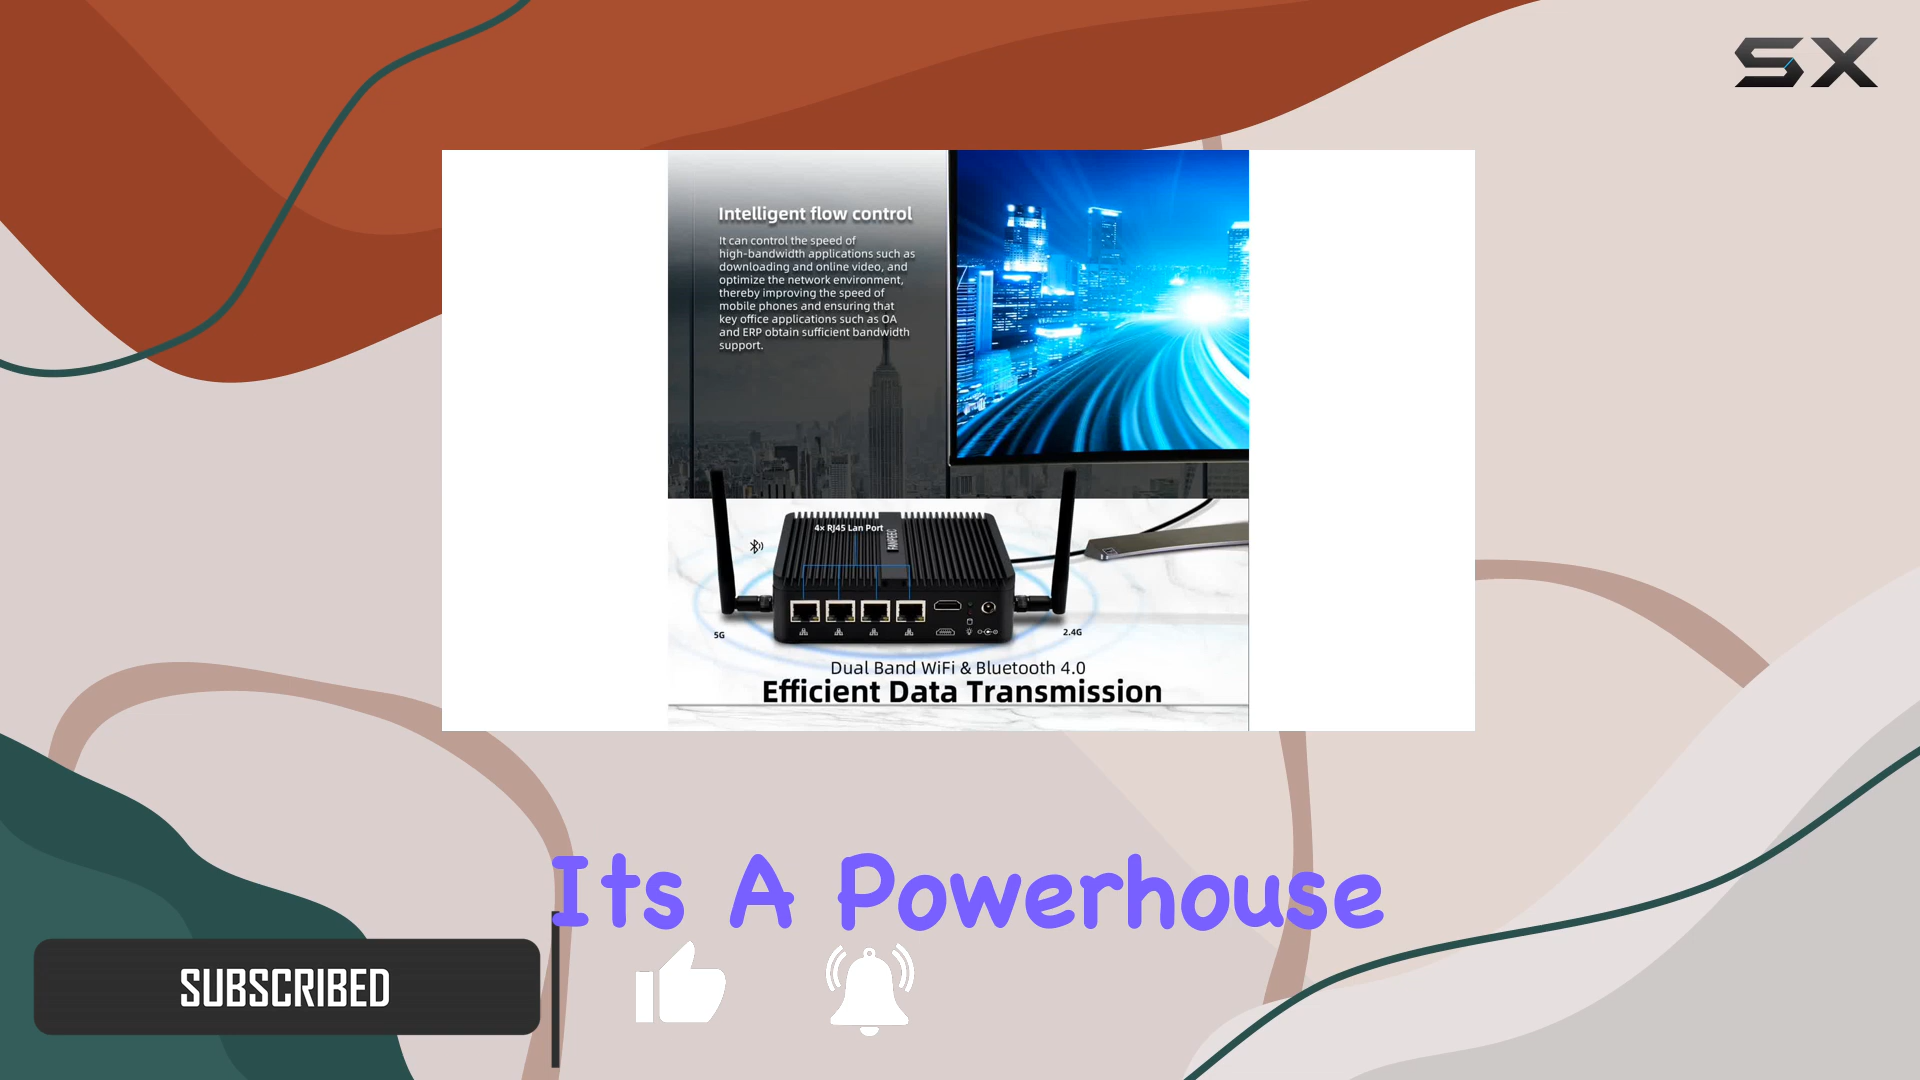 SX
Intelligent flow control
It can control the speed of
high-bandwidth applications such as
downloading and online video, and
optimize the network environment,
thereby improving the speed of
mobile phones and ensuring that
key office applications such as OA
and ERP obtain sufficient bandwidth
support.
4× RJ45 Lan Port
FANPEEC
5G
2.4G
Dual Band WiFi & Bluetooth 4.0
Efficient Data Transmission
Its A Powerhouse
SUBSCRIBED